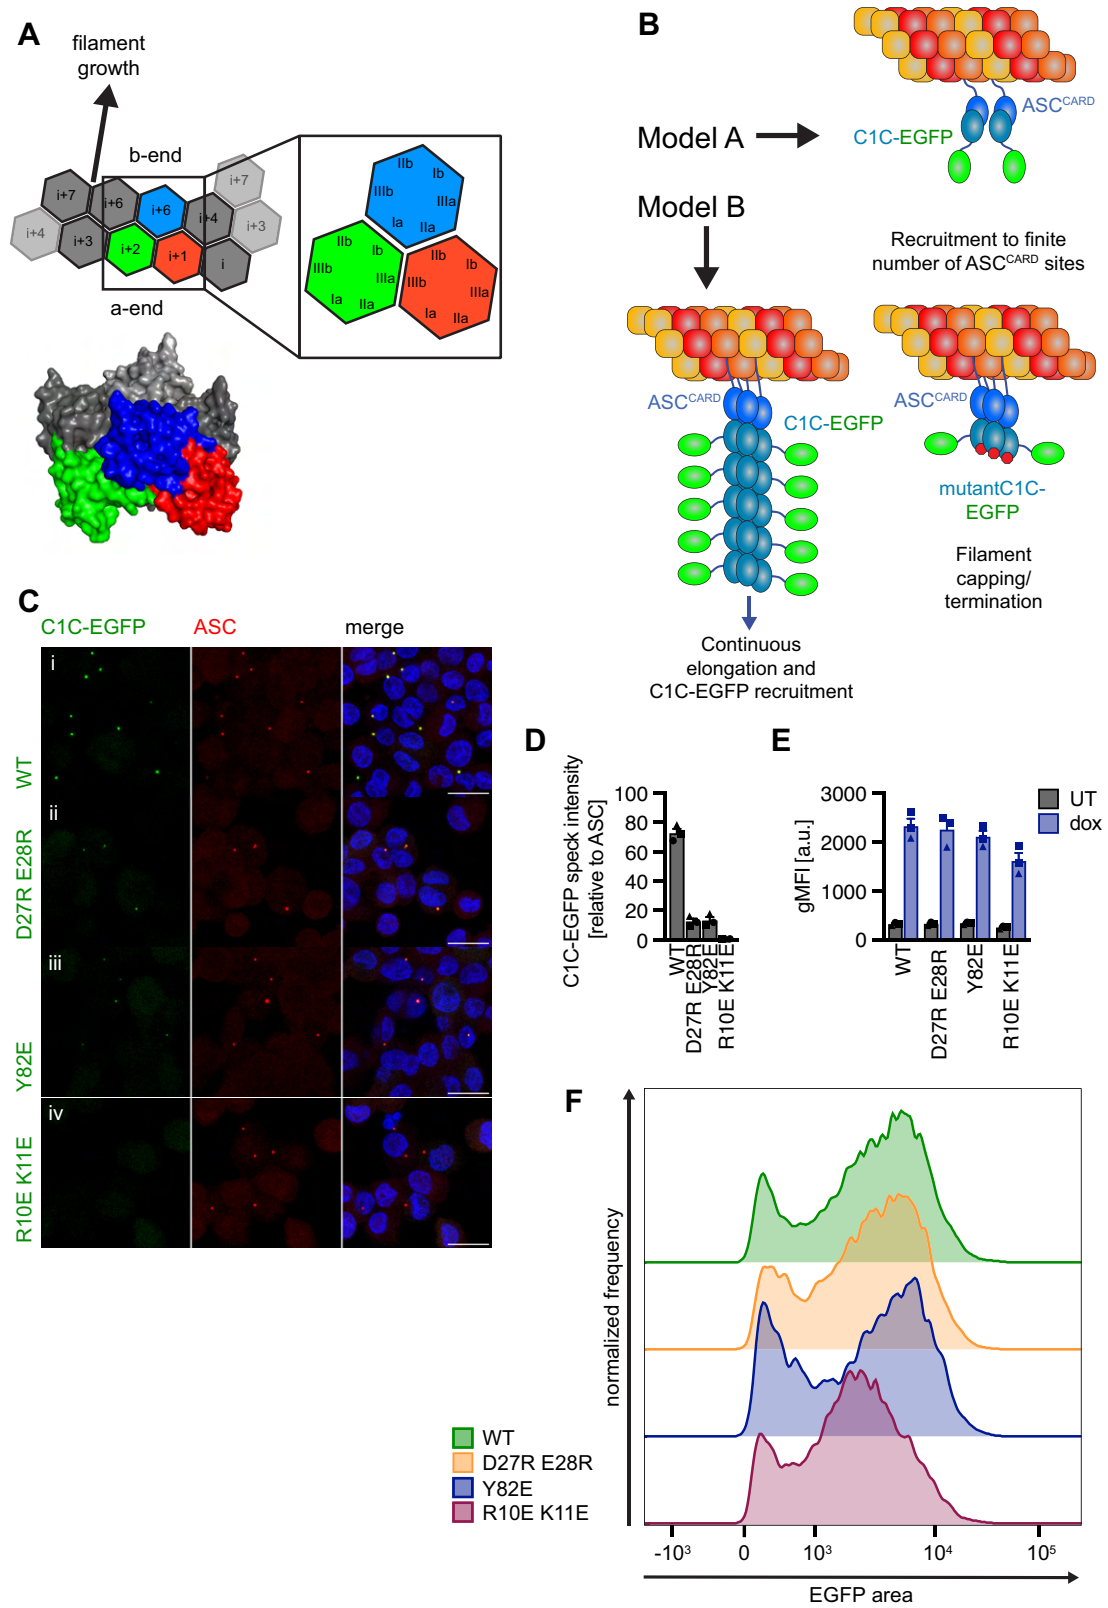 A
filament
growth
b-end
i+7
i+7
i+6
i+6
i+4
i+4
i+3
i+2
i+1
i
i+3
a-end
IIb
Ib
IIIb
IIIa
Ia
IIa
IIb
Ib
IIIb
IIIa
Ia
IIa
IIb
Ib
IIIb
IIIa
Ia
IIa
B
Model A
ASC^CARD
C1C-EGFP
Model B
Recruitment to finite
number of ASC^CARD sites
ASC^CARD
C1C-EGFP
ASC^CARD
mutantC1C-
EGFP
Filament
capping/
termination
Continuous
elongation and
C1C-EGFP recruitment
C
C1C-EGFP
ASC
merge
i
WT
ii
D27R E28R
iii
Y82E
iv
R10E K11E
D
C1C-EGFP speck intensity
[relative to ASC]
100
80
60
40
20
0
WT
D27R E28R
Y82E
R10E K11E
E
gMFI [a.u.]
3000
2000
1000
0
WT
D27R E28R
Y82E
R10E K11E
UT
dox
F
normalized frequency
WT
D27R E28R
Y82E
R10E K11E
-10³
0
10³
10⁴
10⁵
EGFP area